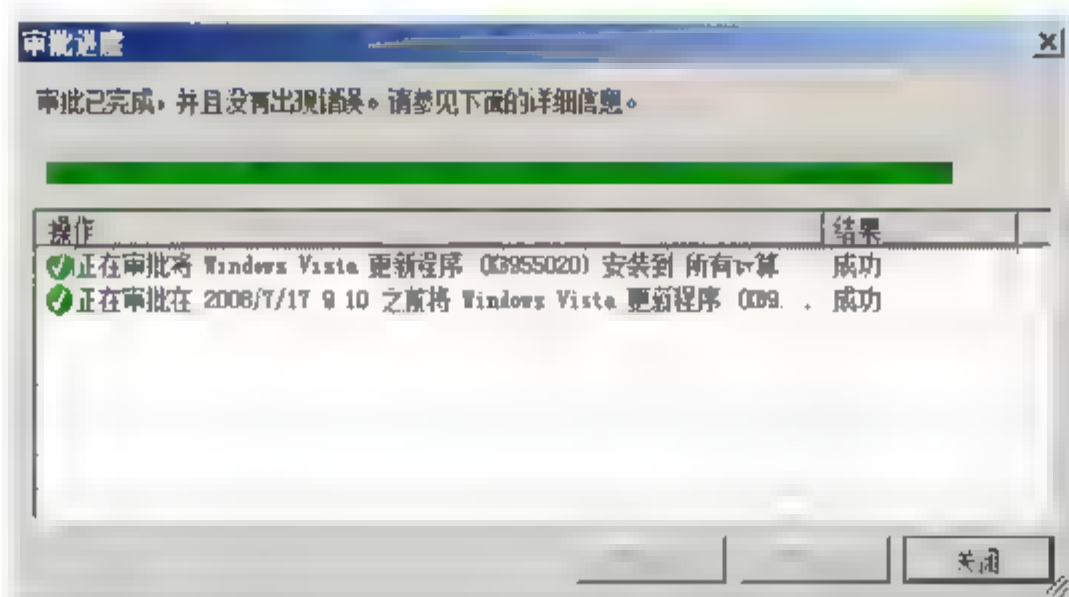 审批进度
审批已完成，并且没有出现错误。请参见下面的详细信息。
操作 结果
正在审批将 Windows Vista 更新程序 (KB955020) 安装到 所有计算 成功
正在审批在 2008/7/17 9 10 之前将 Windows Vista 更新程序 (KB9. . 成功
关闭